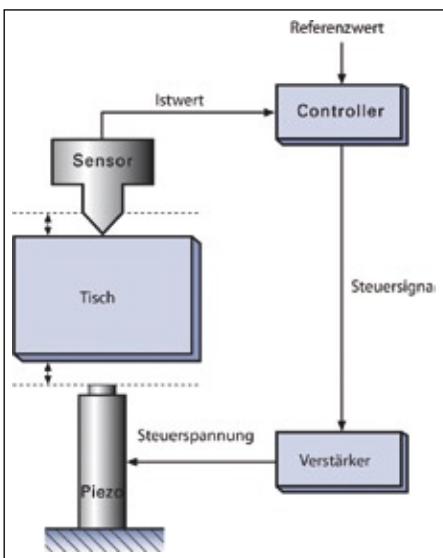 Referenzwert
Istwert
Controller
Sensor
Tisch
Steuersigna
Steuerspannung
Verstärker
Piezo